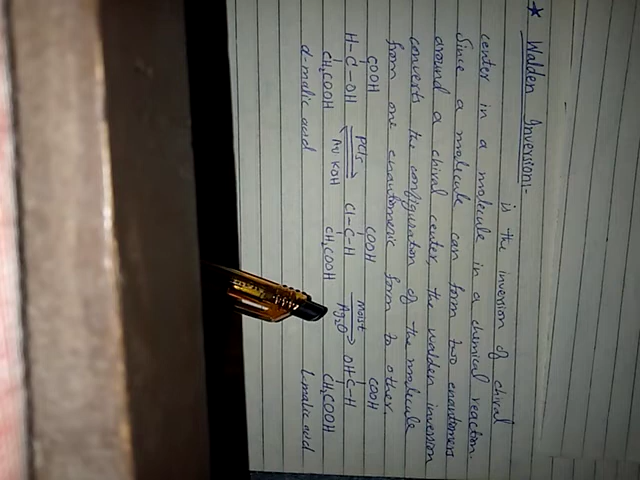 * Walden Inversion:-
is the inversion of chiral
center in a molecule in a chemical reaction.
Since a molecule can form two enantiomers
around a chiral center, the walden inversion
converts the configuration of the molecule
from one enantiomeric form to other.
COOH COOH COOH
H-C-OH PCl5 Cl-C-H moist OH-C-H
KOH Ag2O
CH2COOH CH2COOH CH2COOH
d-malic acid l-malic acid